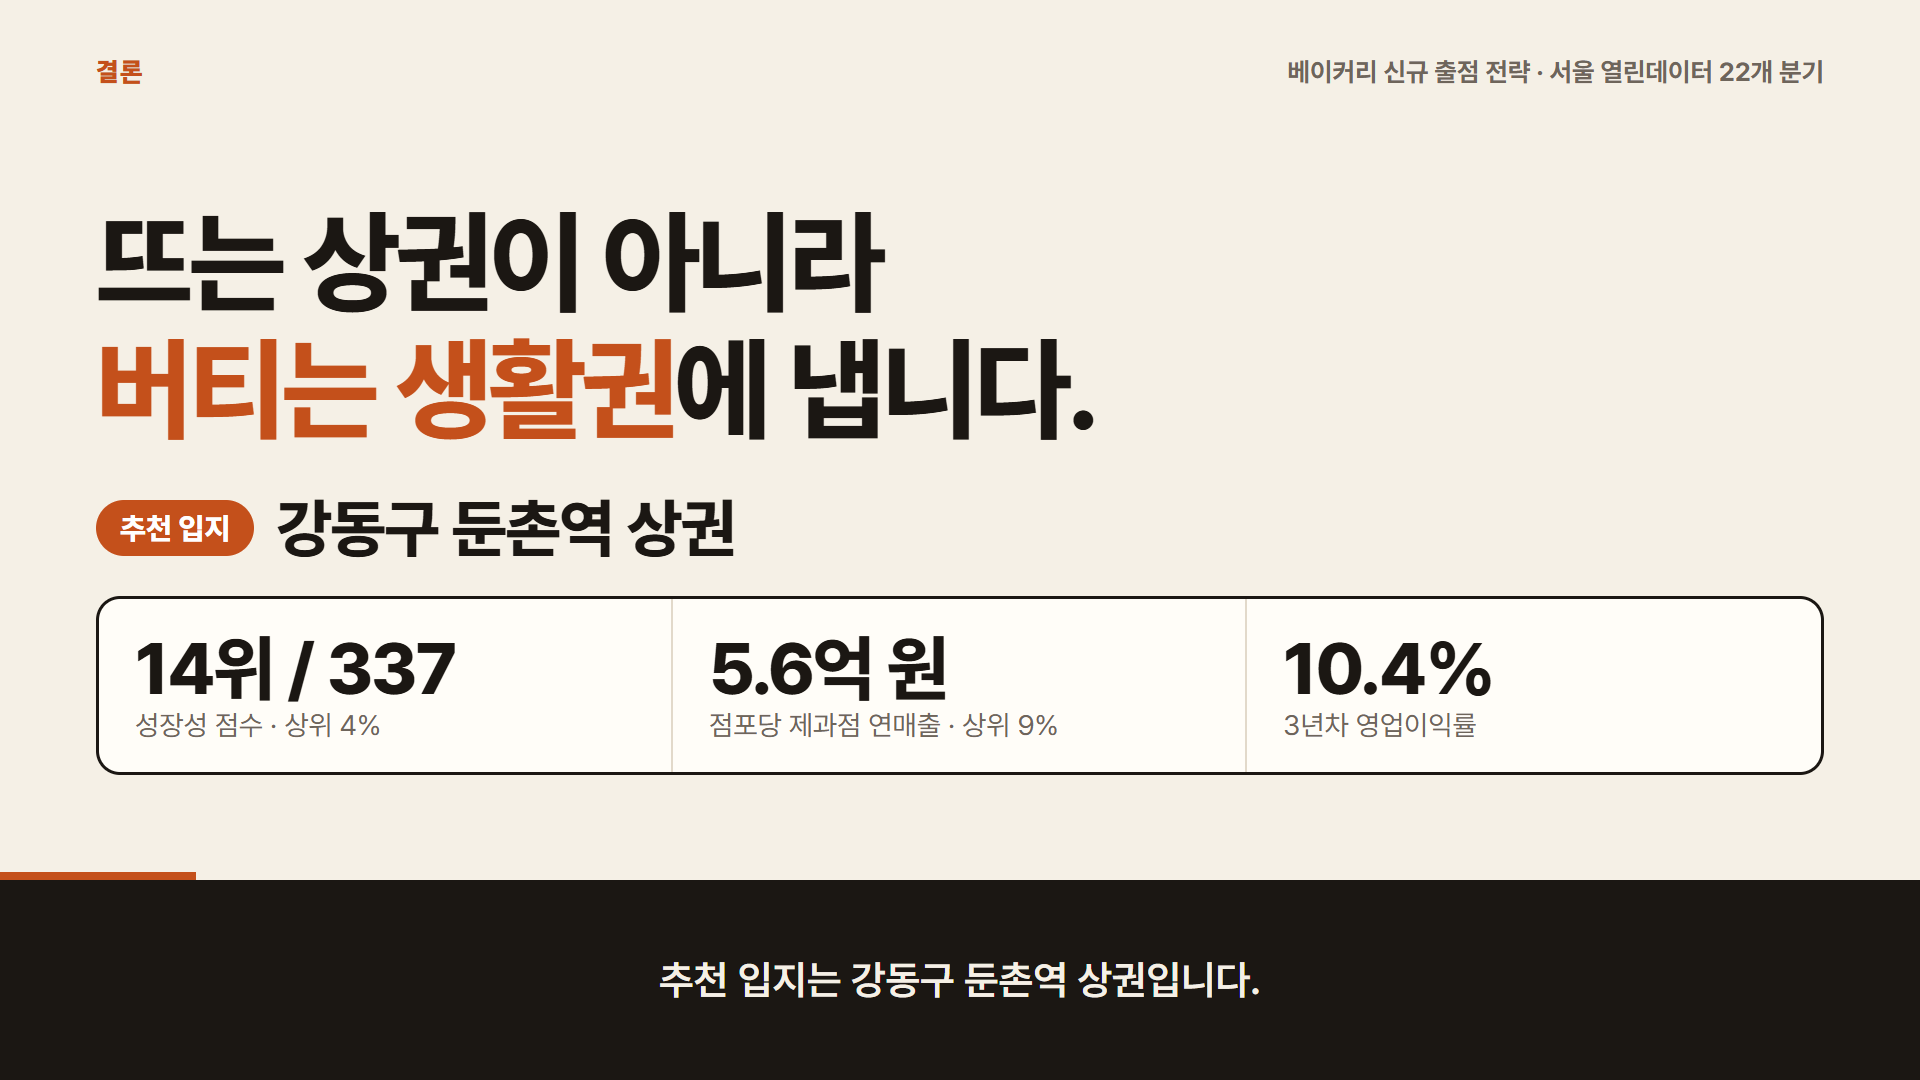 결론
베이커리 신규 출점 전략 · 서울 열린데이터 22개 분기
뜨는 상권이 아니라
버티는 생활권에 냅니다.
추천 입지
강동구 둔촌역 상권
14위 / 337
성장성 점수 · 상위 4%
5.6억 원
점포당 제과점 연매출 · 상위 9%
10.4%
3년차 영업이익률
추천 입지는 강동구 둔촌역 상권입니다.